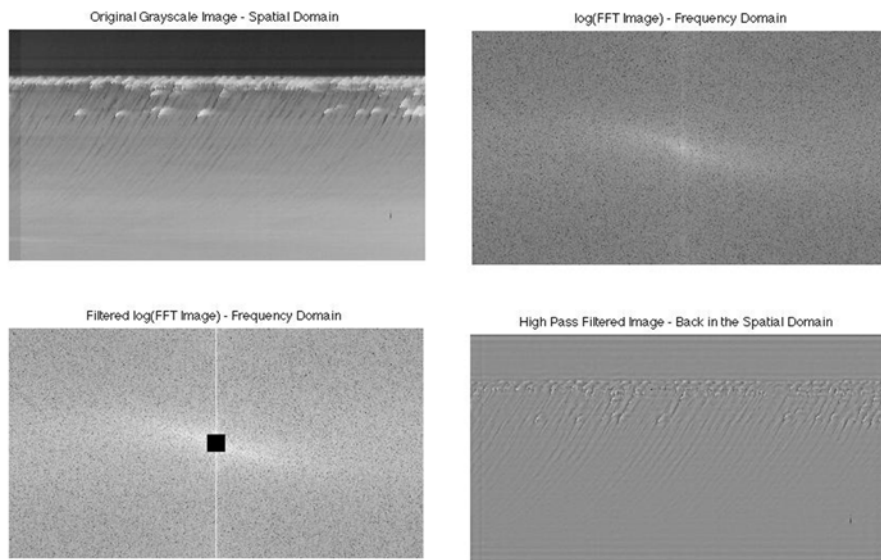 Original Grayscale Image - Spatial Domain
log(FFT Image) - Frequency Domain
Filtered log(FFT Image) - Frequency Domain
High Pass Filtered Image - Back in the Spatial Domain